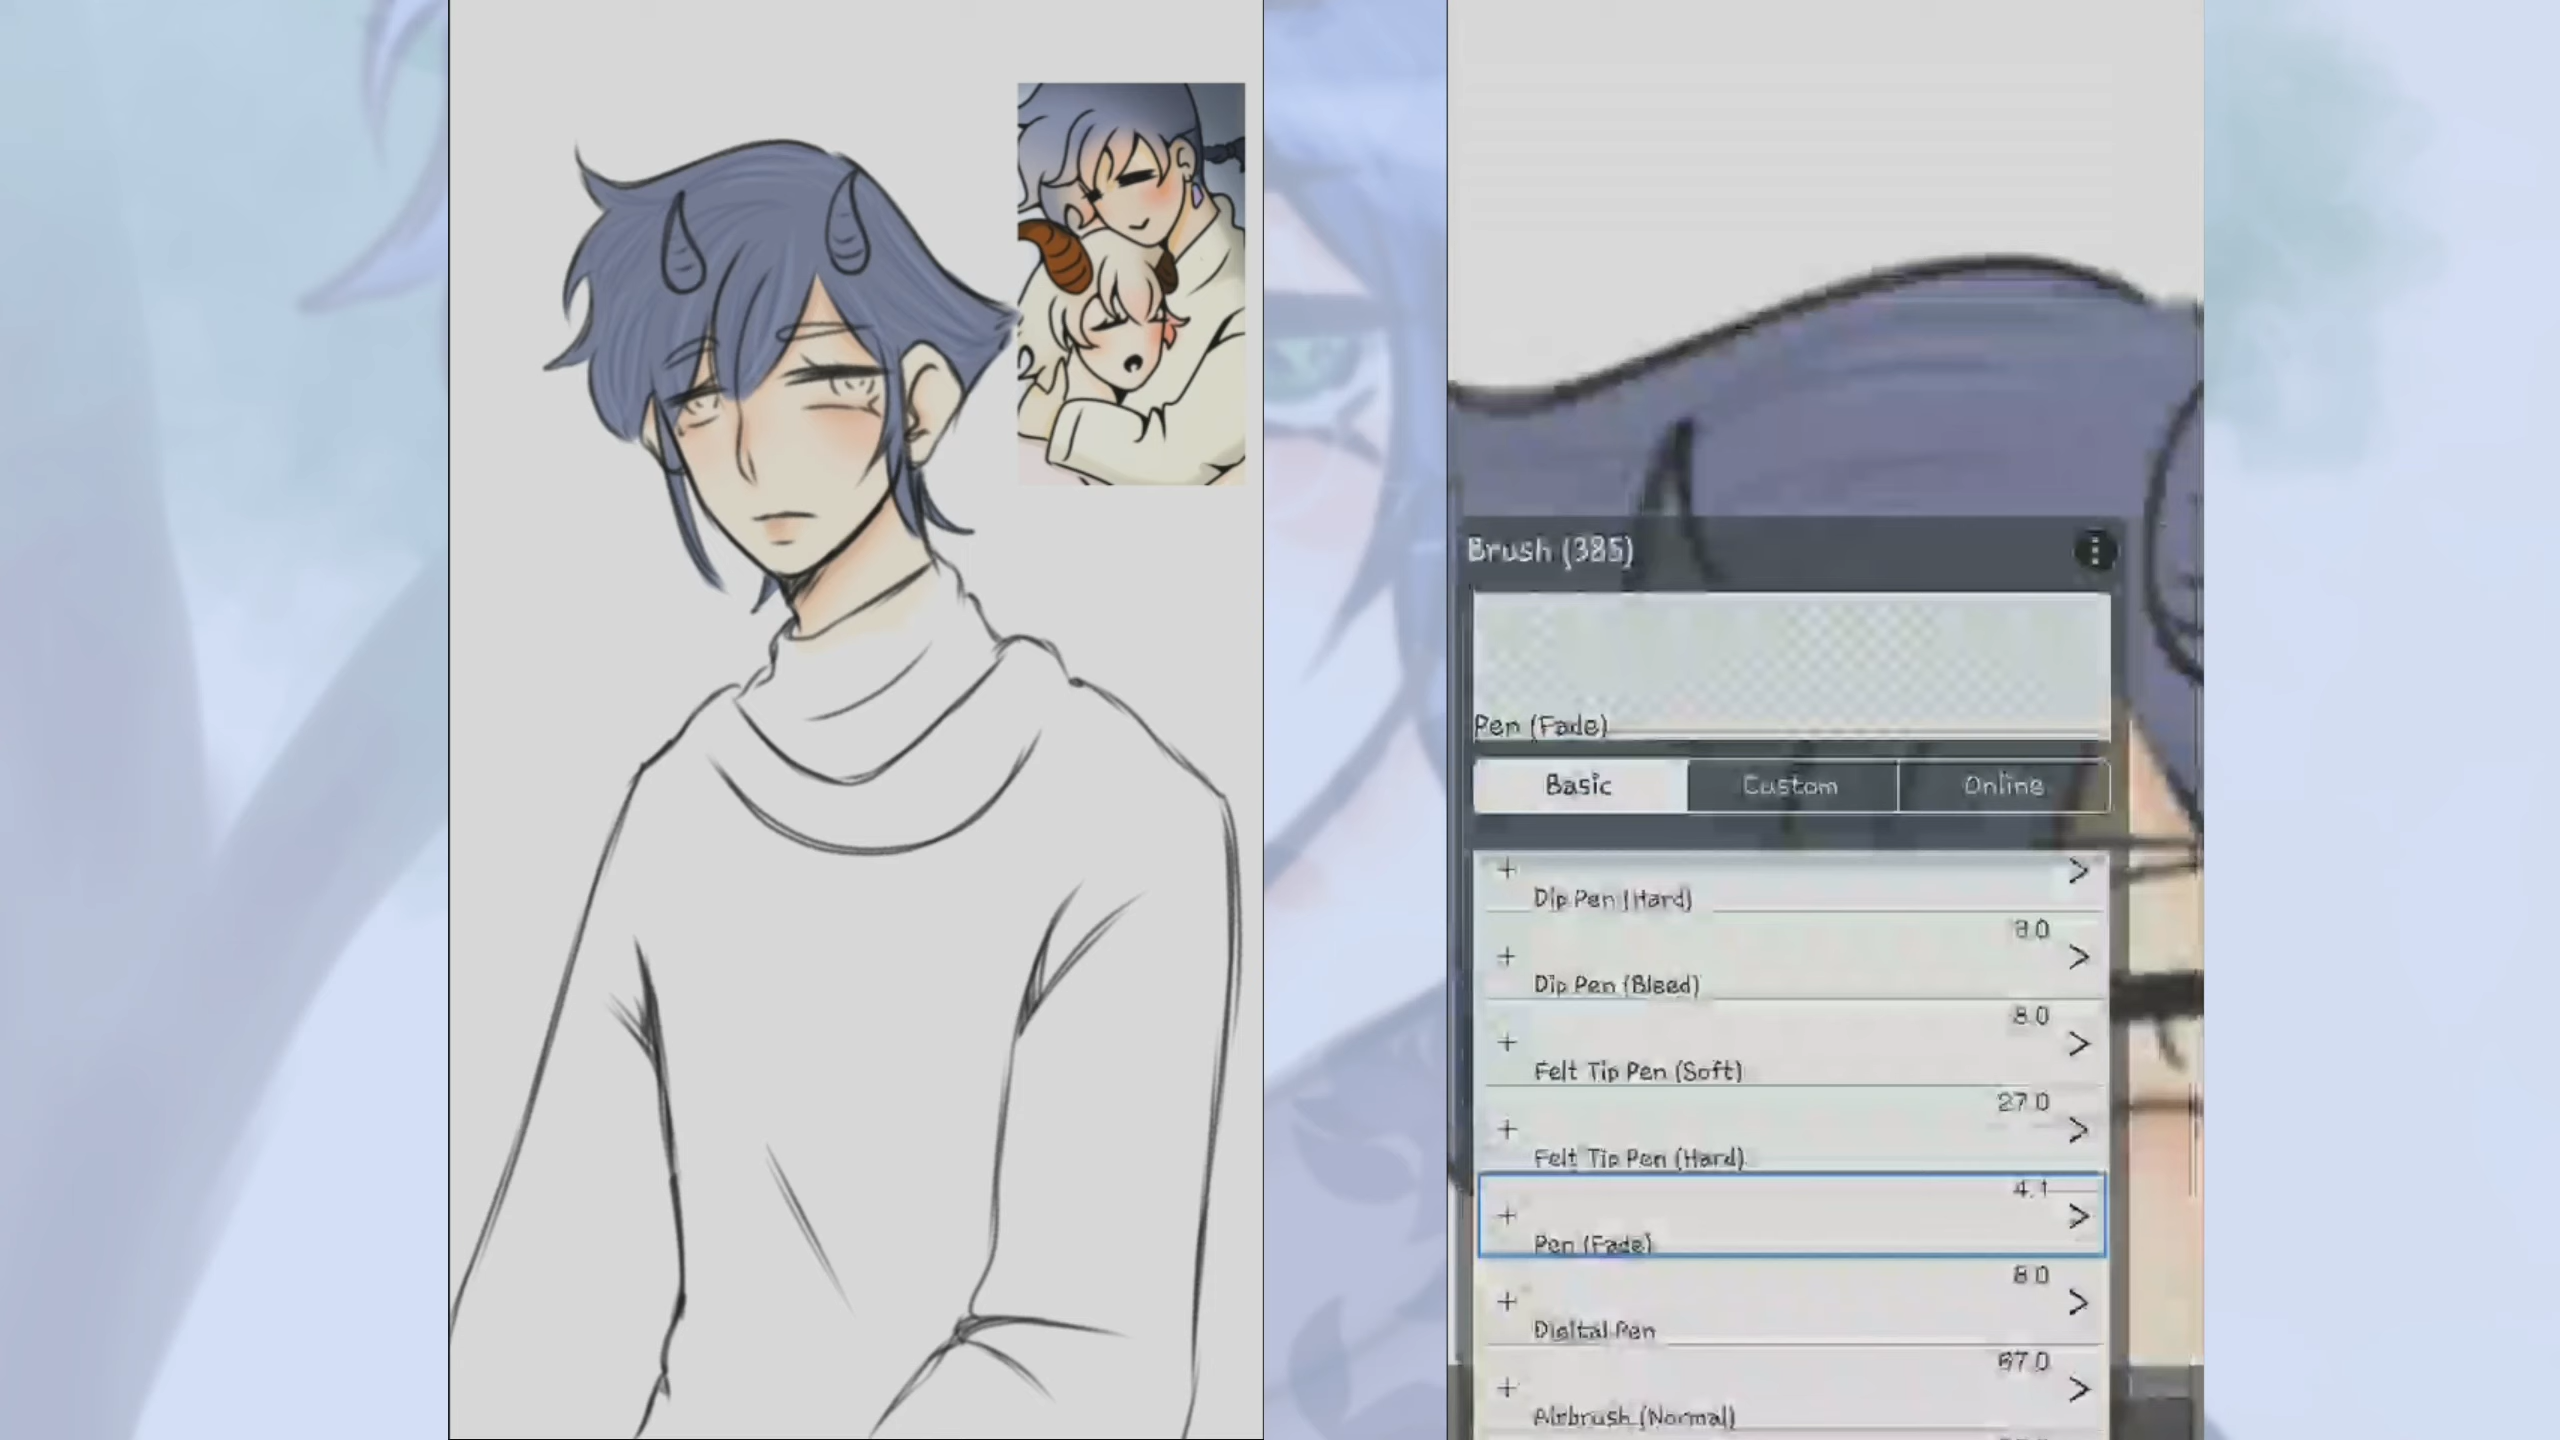 Brush (385)
Pen (Fade)
Basic
Custom
Online
Dip Pen (Hard)
8.0
Dip Pen (Bleed)
8.0
Felt Tip Pen (Soft)
27.0
Felt Tip Pen (Hard)
4.1
Pen (Fade)
8.0
Digital Pen
87.0
Airbrush (Normal)